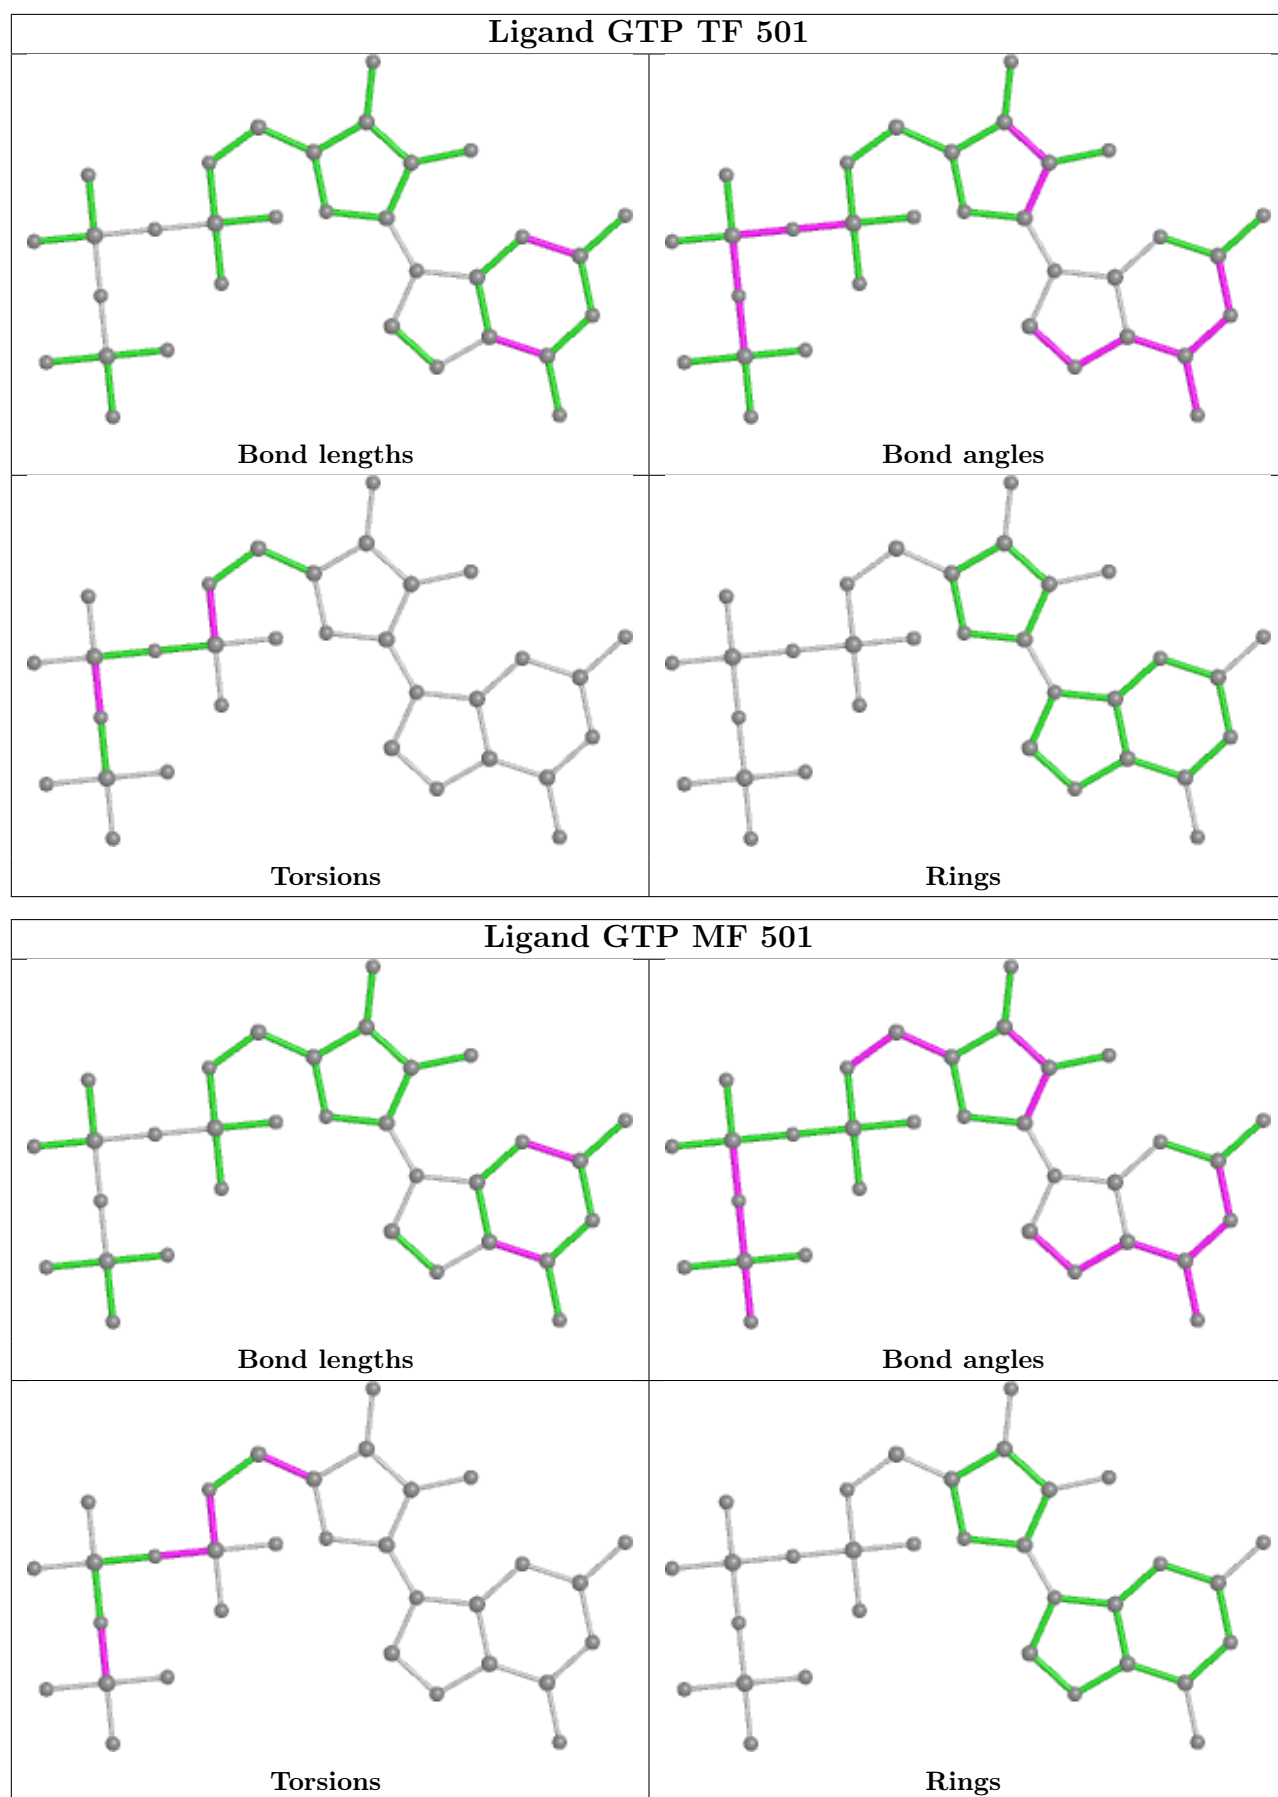 Ligand GTP TF 501
Bond lengths
Bond angles
Torsions
Rings
Ligand GTP MF 501
Bond lengths
Bond angles
Torsions
Rings